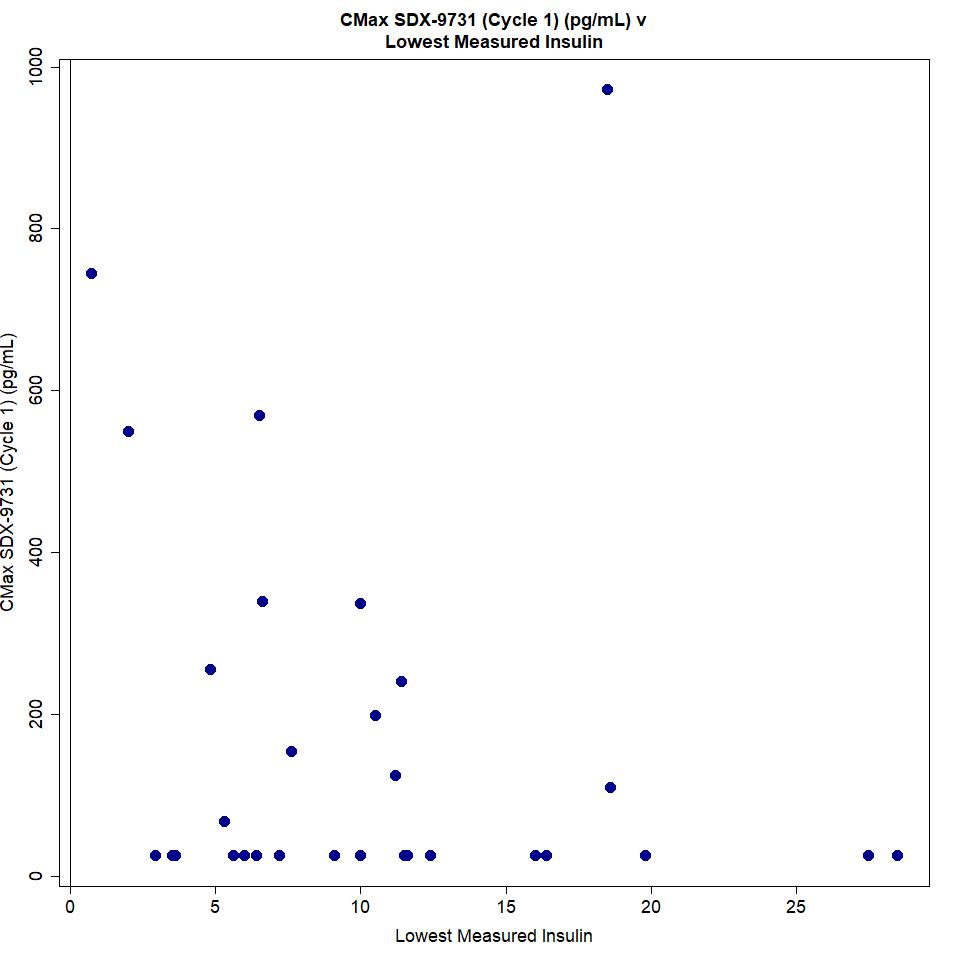 CMax SDX-9731 (Cycle 1) (pg/mL) v
Lowest Measured Insulin
CMax SDX-9731 (Cycle 1) (pg/mL)
1000
800
600
400
200
0
0 5 10 15 20 25
Lowest Measured Insulin